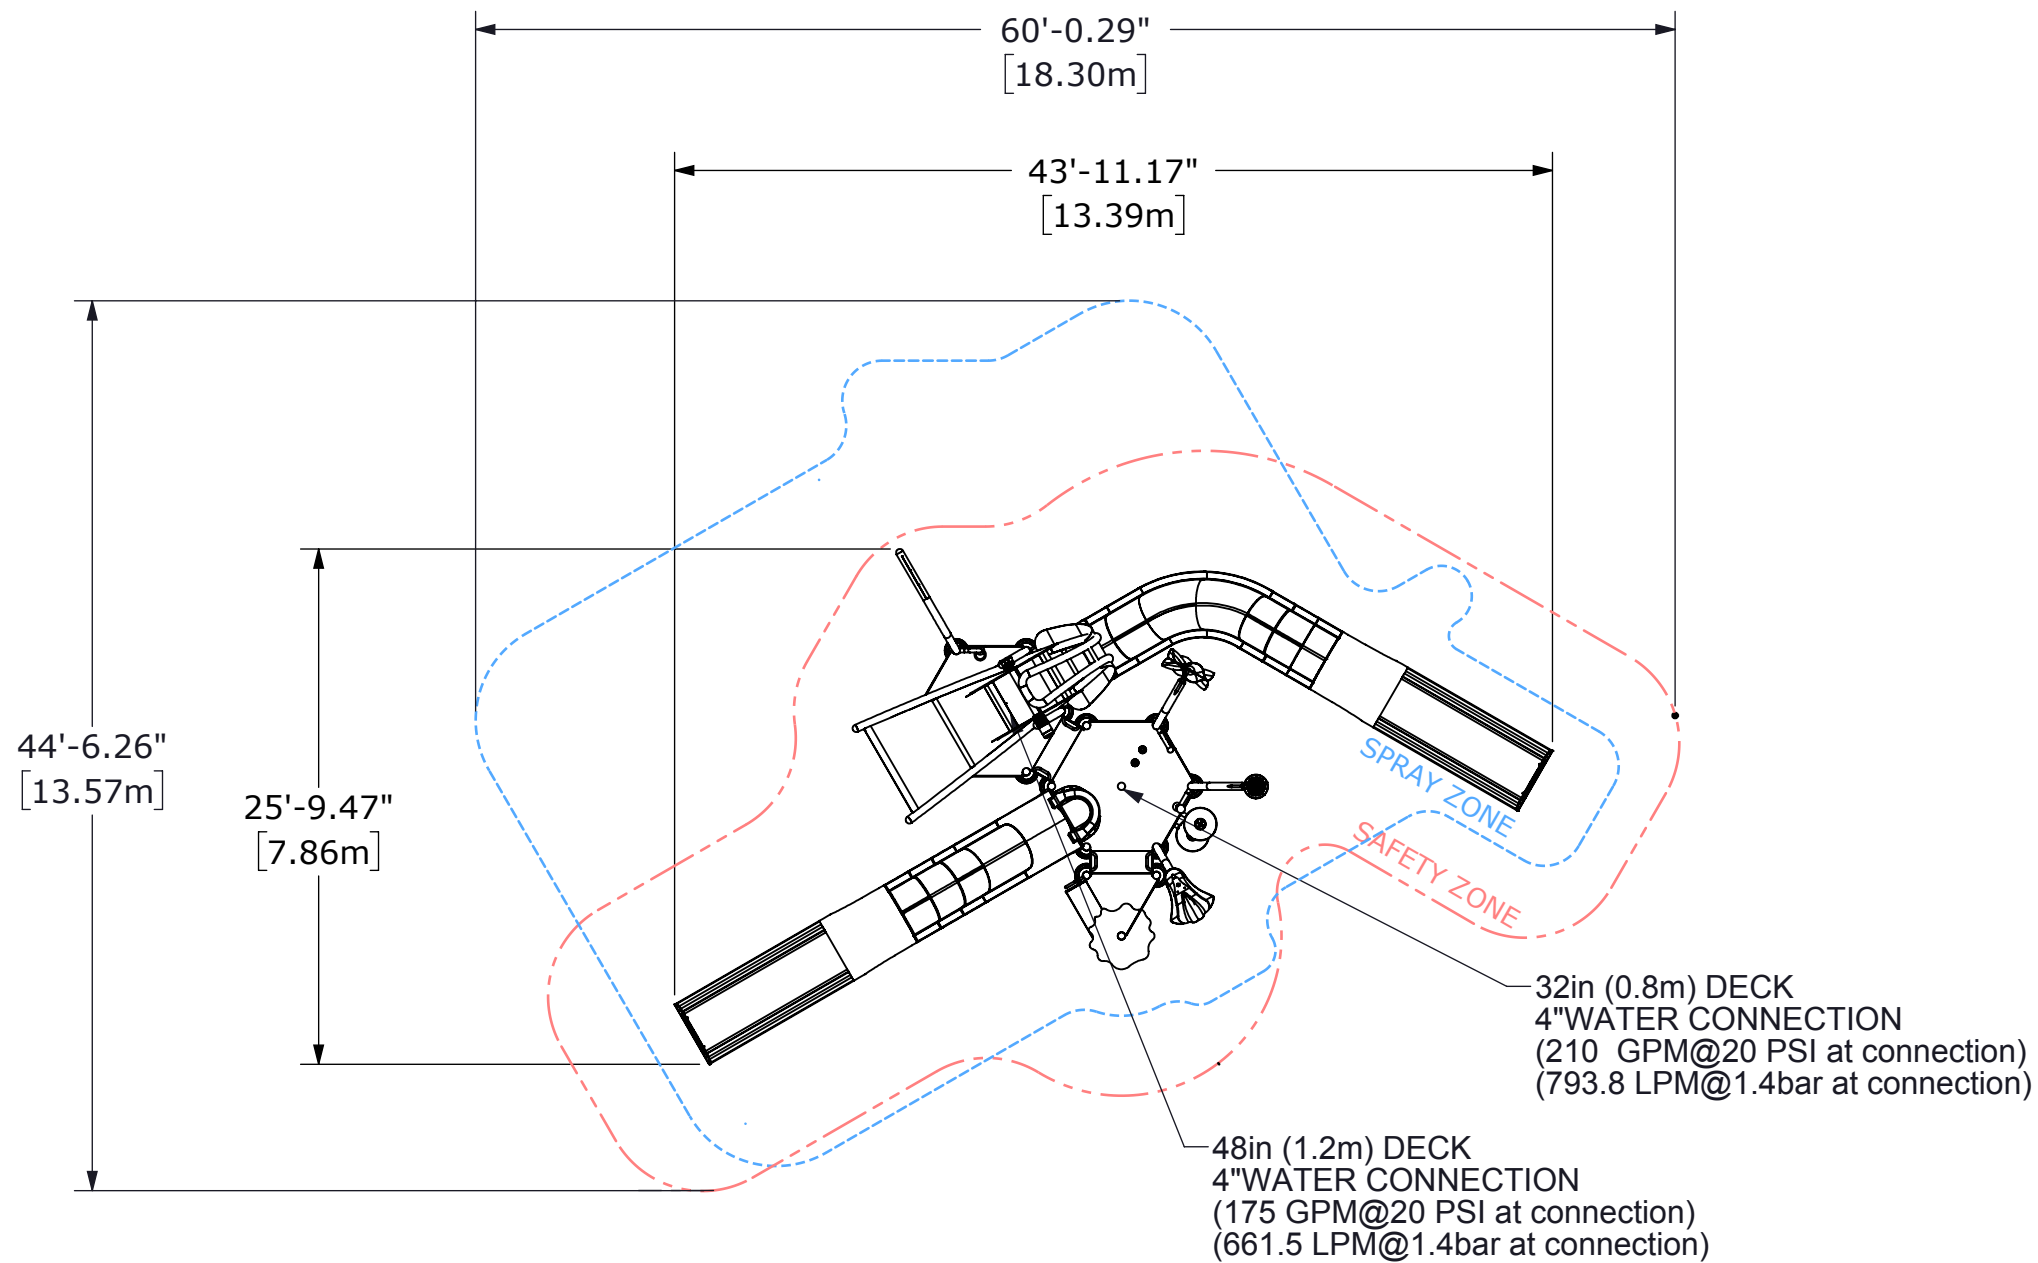 60'-0.29"
[18.30m]
43'-11.17"
[13.39m]
44'-6.26"
[13.57m]
25'-9.47"
[7.86m]
SPRAY ZONE
SAFETY ZONE
32in (0.8m) DECK
4"WATER CONNECTION
(210 GPM@20 PSI at connection)
(793.8 LPM@1.4bar at connection)
48in (1.2m) DECK
4"WATER CONNECTION
(175 GPM@20 PSI at connection)
(661.5 LPM@1.4bar at connection)